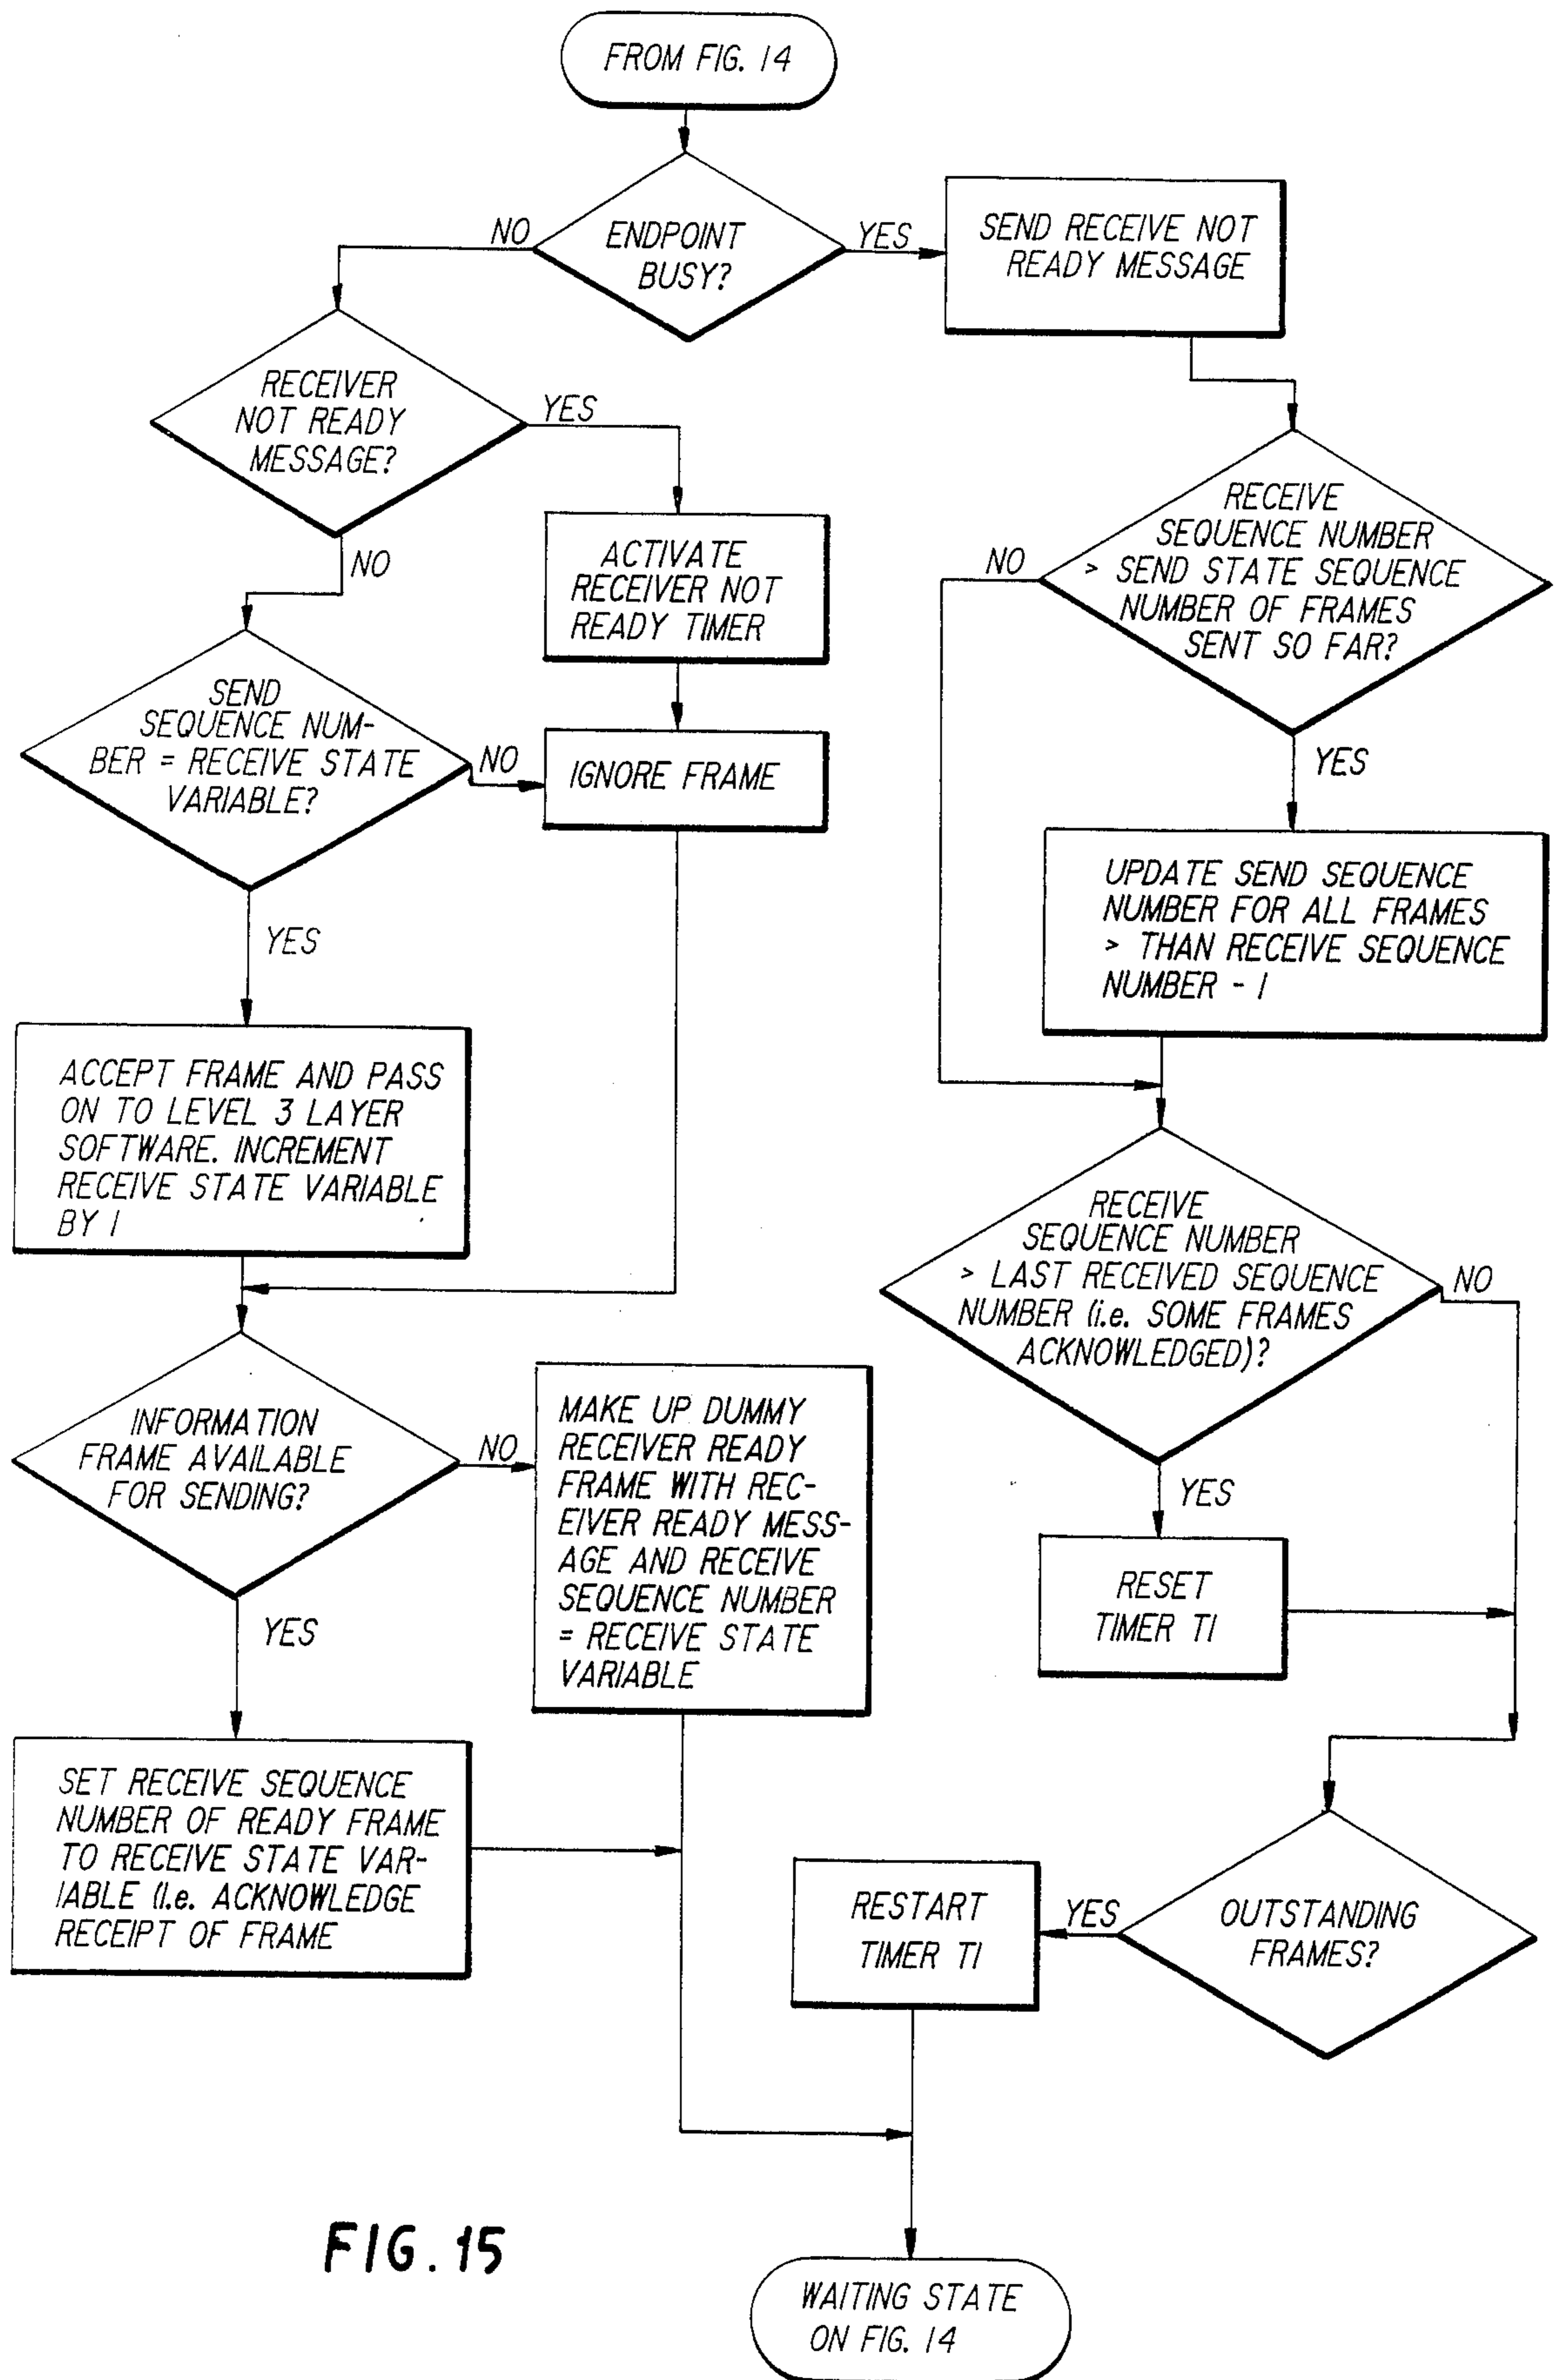 FROM FIG. 14
ENDPOINT
BUSY?
NO
YES
SEND RECEIVE NOT
READY MESSAGE
RECEIVER
NOT READY
MESSAGE?
YES
NO
ACTIVATE
RECEIVER NOT
READY TIMER
RECEIVE
SEQUENCE NUMBER
> SEND STATE SEQUENCE
NUMBER OF FRAMES
SENT SO FAR?
NO
YES
SEND
SEQUENCE NUM-
BER = RECEIVE STATE
VARIABLE?
NO
YES
IGNORE FRAME
UPDATE SEND SEQUENCE
NUMBER FOR ALL FRAMES
> THAN RECEIVE SEQUENCE
NUMBER - 1
ACCEPT FRAME AND PASS
ON TO LEVEL 3 LAYER
SOFTWARE. INCREMENT
RECEIVE STATE VARIABLE
BY 1
RECEIVE
SEQUENCE NUMBER
> LAST RECEIVED SEQUENCE
NUMBER (i.e. SOME FRAMES
ACKNOWLEDGED)?
NO
YES
INFORMATION
FRAME AVAILABLE
FOR SENDING?
NO
YES
MAKE UP DUMMY
RECEIVER READY
FRAME WITH REC-
EIVER READY MESS-
AGE AND RECEIVE
SEQUENCE NUMBER
= RECEIVE STATE
VARIABLE
RESET
TIMER T1
SET RECEIVE SEQUENCE
NUMBER OF READY FRAME
TO RECEIVE STATE VAR-
IABLE (i.e. ACKNOWLEDGE
RECEIPT OF FRAME
RESTART
TIMER T1
YES
OUTSTANDING
FRAMES?
FIG. 15
WAITING STATE
ON FIG. 14